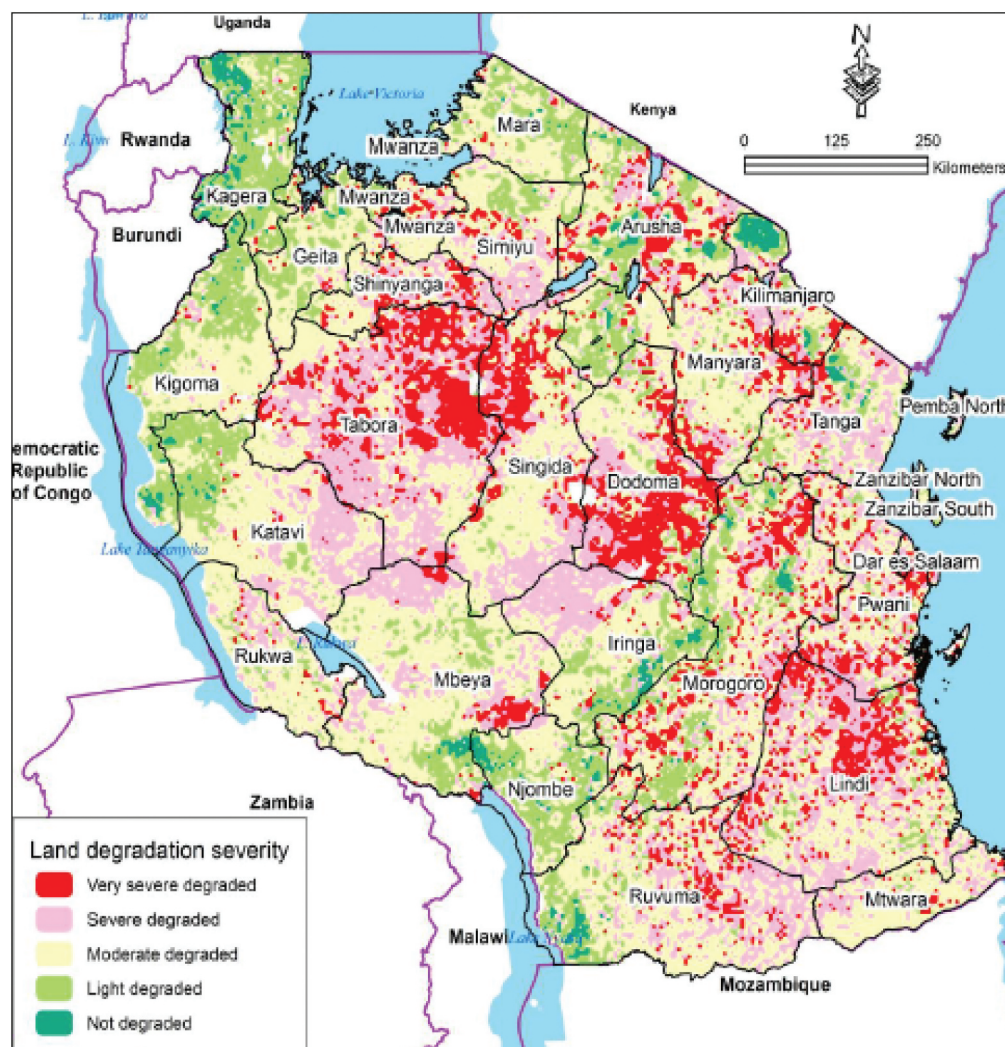 L. Edward
Uganda
N
Lake Victoria
Kenya
Mara
Rwanda
Mwanza
0 125 250
Kilometers
Kagera
Mwanza
Arusha
Burundi
Mwanza
Simiyu
Geita
Shinyanga
Kilimanjaro
Manyara
Kigoma
Tabora
Tanga
Pemba North
emocratic
Republic
of Congo
Singida
Dodoma
Zanzibar North
Zanzibar South
Katavi
Lake Tanganyika
Dar es Salaam
Pwani
Iringa
Rukwa
Mbeya
Morogoro
Lindi
Njombe
Zambia
Land degradation severity
Very severe degraded
Severe degraded
Moderate degraded
Light degraded
Not degraded
Ruvuma
Mtwara
Malawi
Mozambique